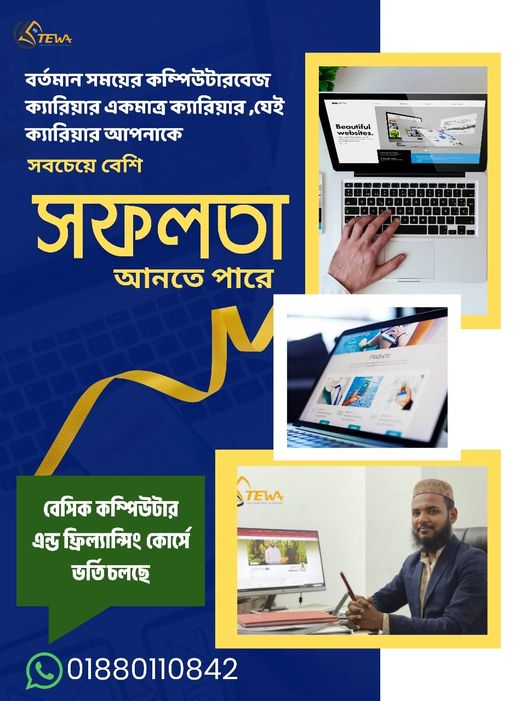 TEWA
বর্তমান সময়ের কম্পিউটারবেজ
ক্যারিয়ার একমাত্র ক্যারিয়ার ,যেই
ক্যারিয়ার আপনাকে
সবচেয়ে বেশি
সফলতা
আনতে পারে
Beautiful
websites.
Products
TEWA
বেসিক কম্পিউটার
এন্ড ফ্রিল্যান্সিং কোর্সে
ভর্তি চলছে
01880110842